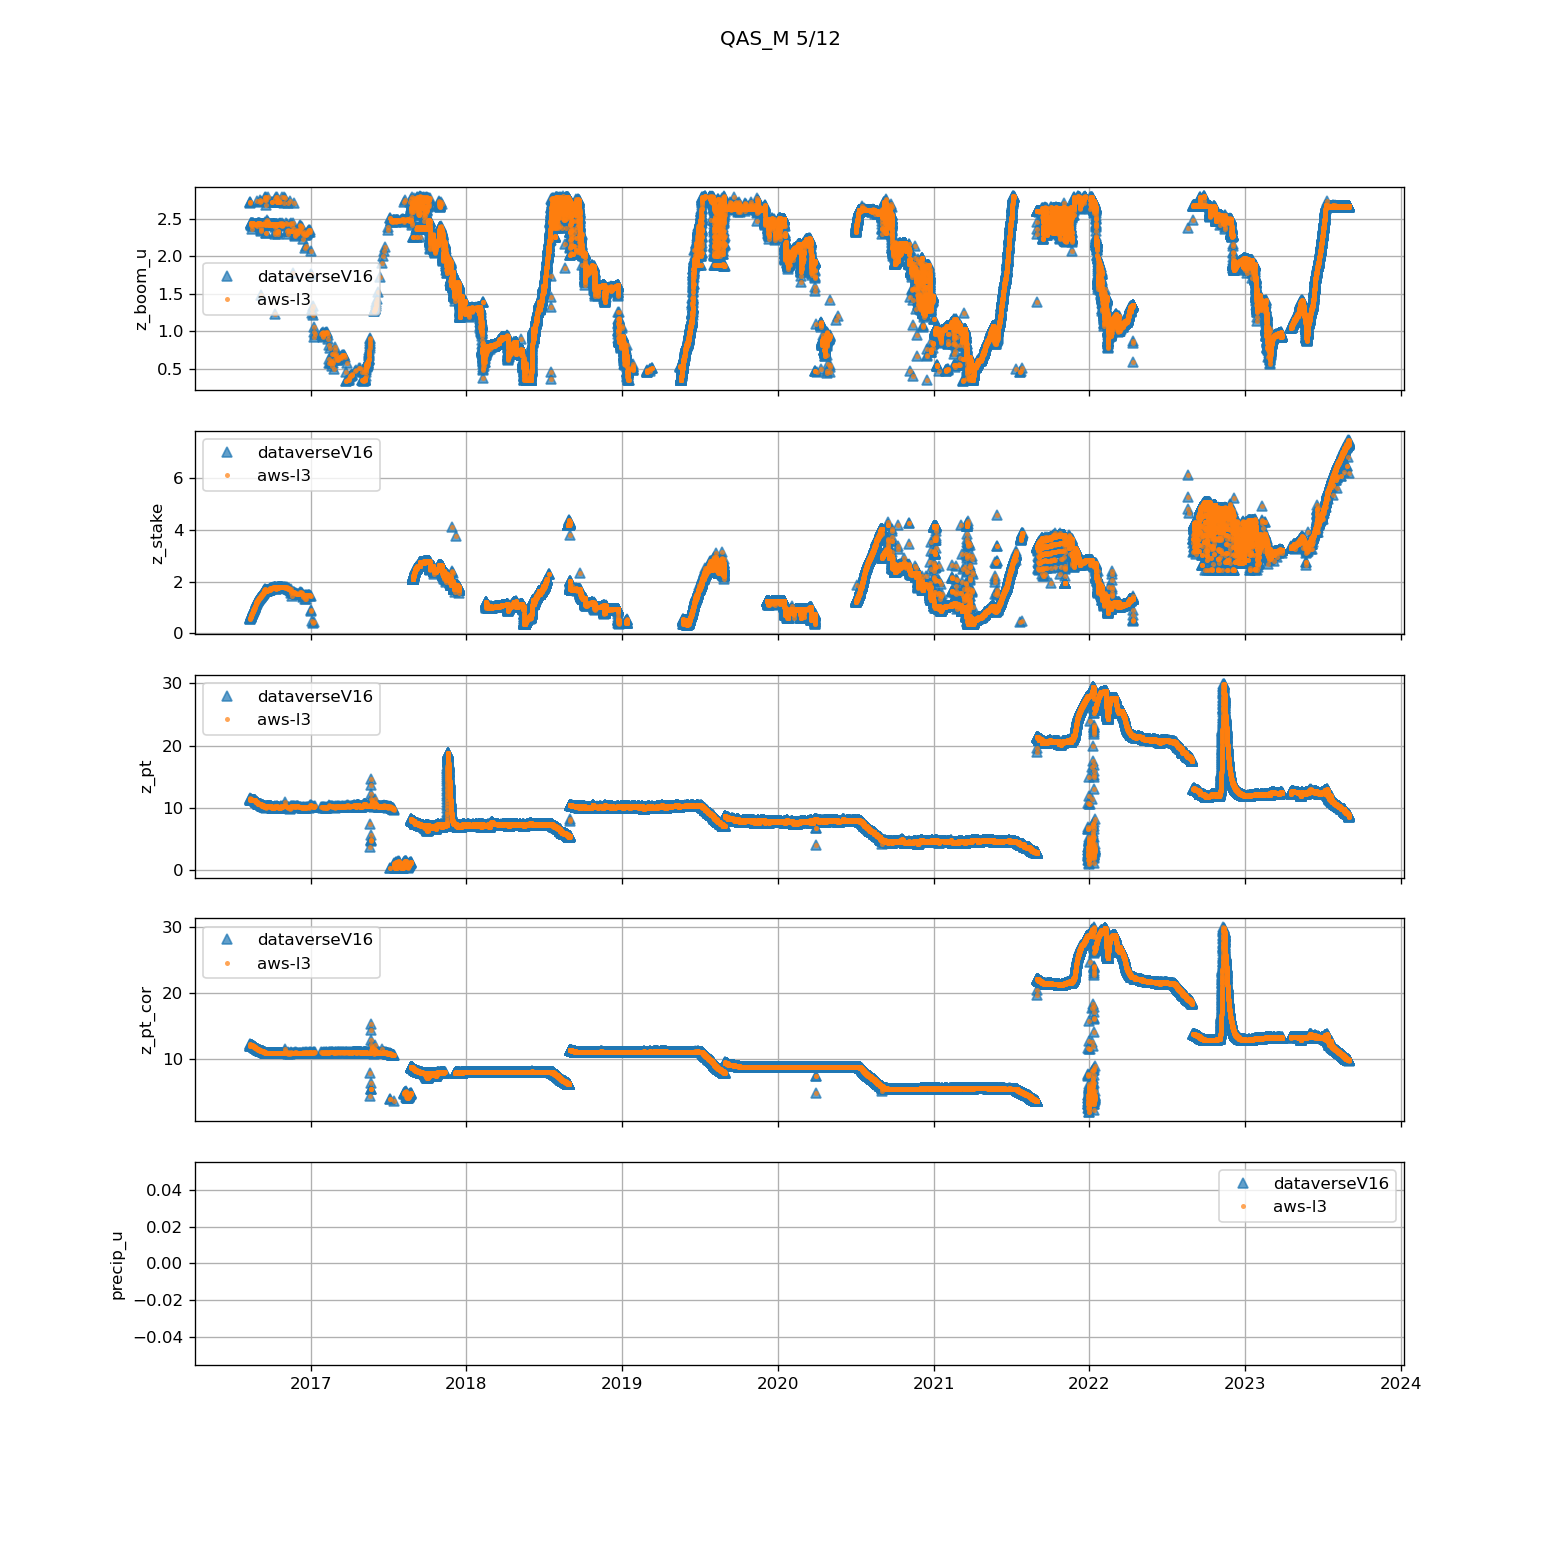 QAS_M 5/12
z_boom_u
2.5
2.0
1.5
1.0
0.5
dataverseV16
aws-l3
z_stake
6
4
2
0
dataverseV16
aws-l3
z_pt
30
20
10
0
dataverseV16
aws-l3
z_pt_cor
30
20
10
dataverseV16
aws-l3
precip_u
0.04
0.02
0.00
−0.02
−0.04
dataverseV16
aws-l3
2017 2018 2019 2020 2021 2022 2023 2024